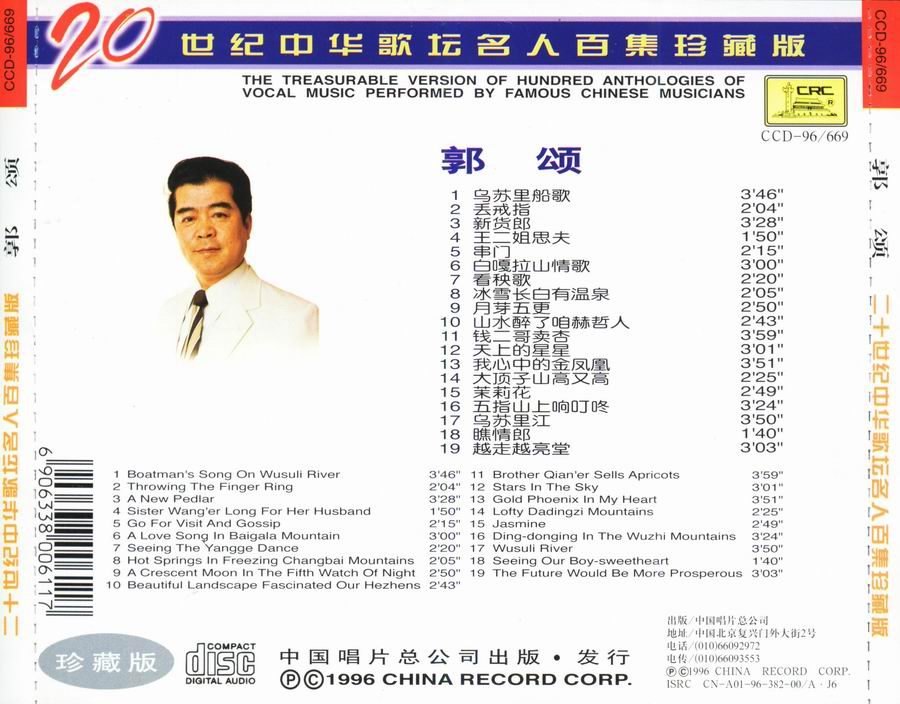 20 世纪中华歌坛名人百集珍藏版
THE TREASURABLE VERSION OF HUNDRED ANTHOLOGIES OF
VOCAL MUSIC PERFORMED BY FAMOUS CHINESE MUSICIANS
CRC
R
CCD-96/669
郭 颂
1 乌苏里船歌 3'46"
2 丢戒指 2'04"
3 新货郎 3'28"
4 王二姐思夫 1'50"
5 串门 2'15"
6 白嘎拉山情歌 3'00"
7 看秧歌 2'20"
8 冰雪长白有温泉 2'05"
9 月芽五更 2'50"
10 山水醉了咱赫哲人 2'43"
11 钱二哥卖杏 3'59"
12 天上的星星 3'01"
13 我心中的金凤凰 3'51"
14 大顶子山高又高 2'25"
15 茉莉花 2'49"
16 五指山上响叮咚 3'24"
17 乌苏里江 3'50"
18 瞧情郎 1'40"
19 越走越亮堂 3'03"
1 Boatman's Song On Wusuli River 3'46"
2 Throwing The Finger Ring 2'04"
3 A New Pedlar 3'28"
4 Sister Wang'er Long For Her Husband 1'50"
5 Go For Visit And Gossip 2'15"
6 A Love Song In Baigala Mountain 3'00"
7 Seeing The Yangge Dance 2'20"
8 Hot Springs In Freezing Changbai Mountains 2'05"
9 A Crescent Moon In The Fifth Watch Of Night 2'50"
10 Beautiful Landscape Fascinated Our Hezhens 2'43"
11 Brother Qian'er Sells Apricots 3'59"
12 Stars In The Sky 3'01"
13 Gold Phoenix In My Heart 3'51"
14 Lofty Dadingzi Mountains 2'25"
15 Jasmine 2'49"
16 Ding-donging In The Wuzhi Mountains 3'24"
17 Wusuli River 3'50"
18 Seeing Our Boy-sweetheart 1'40"
19 The Future Would Be More Prosperous 3'03"
6 906338 006117
珍藏版
COMPACT
disc
DIGITAL AUDIO
中国唱片总公司出版·发行
Ⓟ©1996 CHINA RECORD CORP.
出版/中国唱片总公司
地址/中国北京复兴门外大街2号
电话/(010)66092972
电传/(010)66093553
Ⓟ©1996 CHINA RECORD CORP.
ISRC CN-A01-96-382-00/A·J6
CCD-96/669
郭 颂
二十世纪中华歌坛名人百集珍藏版
CCD-96/669
郭 颂
二十世纪中华歌坛名人百集珍藏版